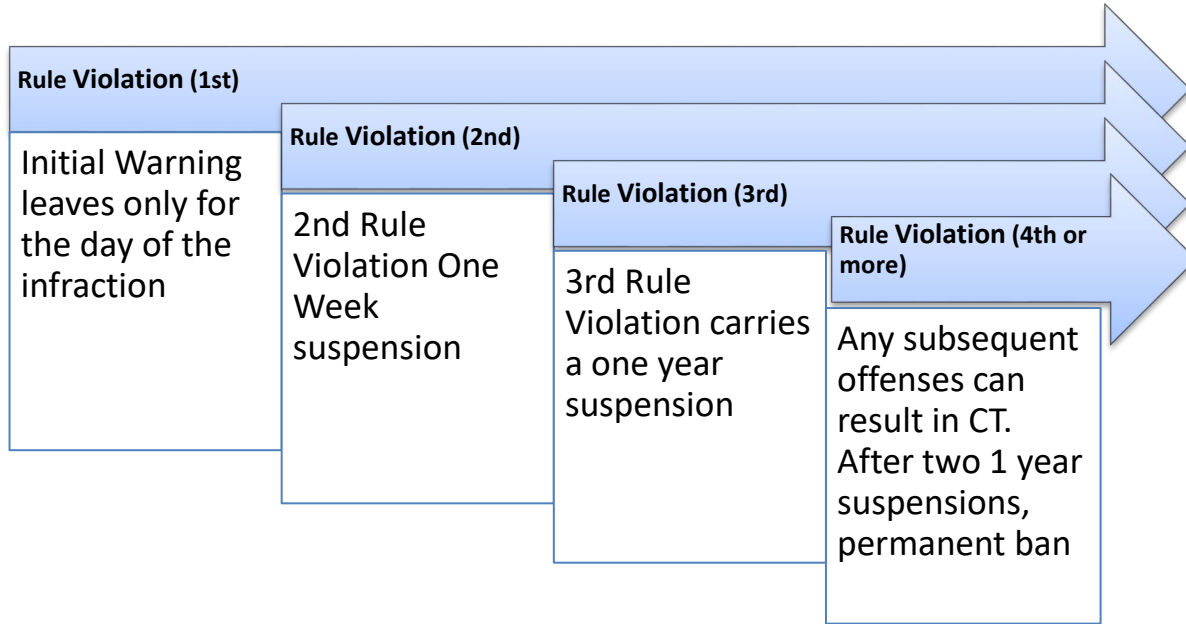 Rule Violation (1st)
Initial Warning
leaves only for
the day of the
infraction
Rule Violation (2nd)
2nd Rule
Violation One
Week
suspension
Rule Violation (3rd)
3rd Rule
Violation carries
a one year
suspension
Rule Violation (4th or
more)
Any subsequent
offenses can
result in CT.
After two 1 year
suspensions,
permanent ban